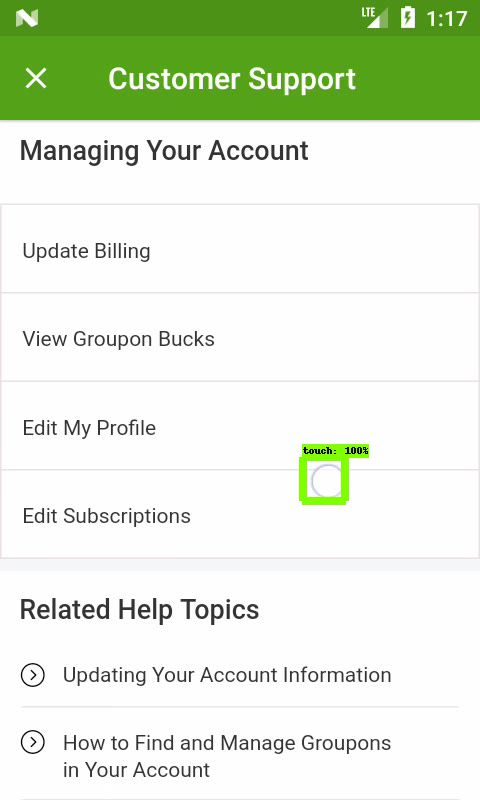 LTE 1:17
Customer Support
Managing Your Account
Update Billing
View Groupon Bucks
Edit My Profile
touch: 100%
Edit Subscriptions
Related Help Topics
Updating Your Account Information
How to Find and Manage Groupons
in Your Account